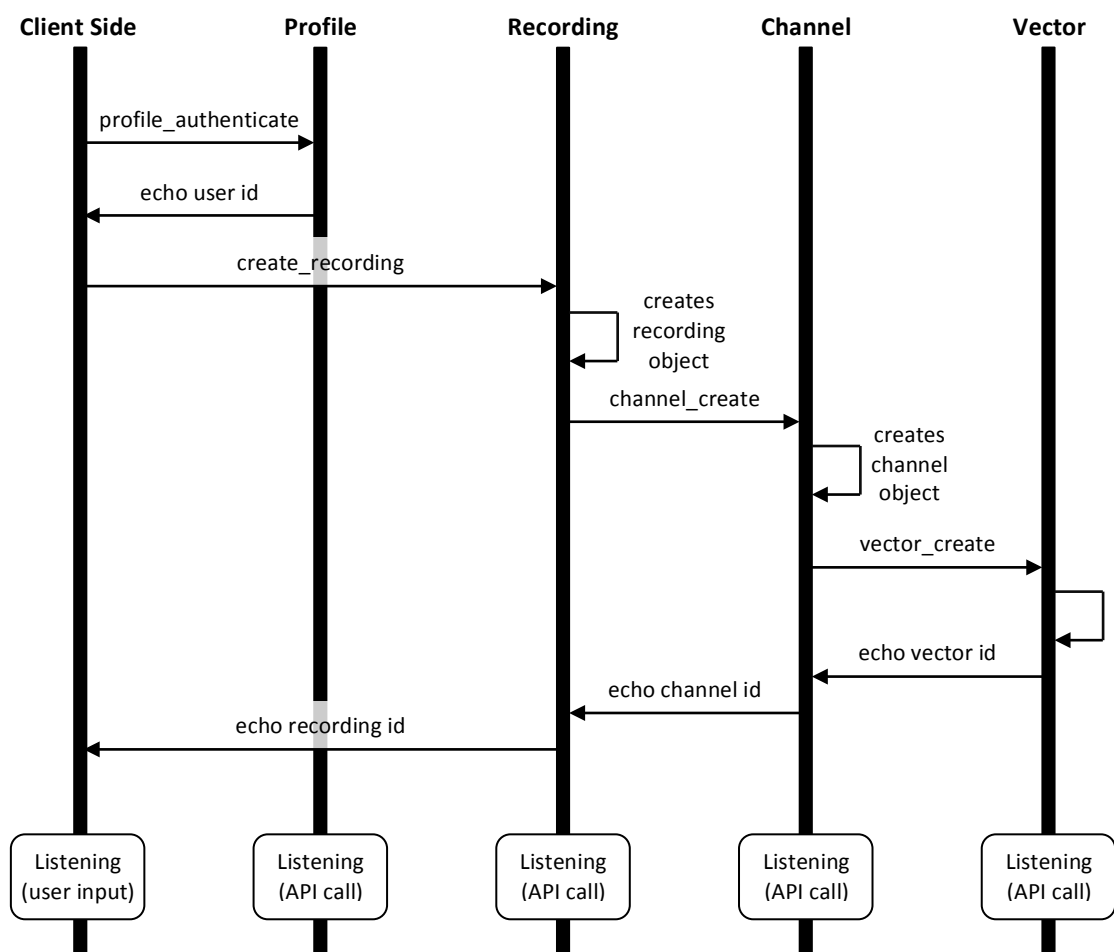 Client Side
Profile
Recording
Channel
Vector
profile_authenticate
echo user id
create_recording
creates
recording
object
channel_create
creates
channel
object
vector_create
echo vector id
echo channel id
echo recording id
Listening
(user input)
Listening
(API call)
Listening
(API call)
Listening
(API call)
Listening
(API call)